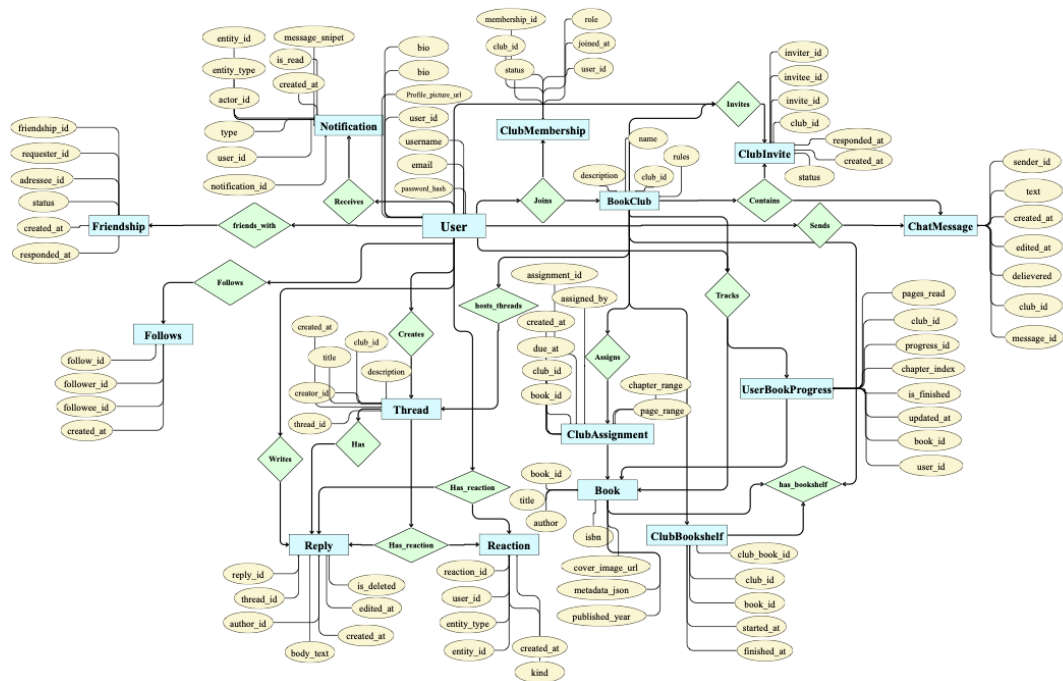 entity_id
message_snipet
entity_type
is_read
created_at
actor_id
type
user_id
notification_id
Notification
bio
bio
Profile_picture_url
user_id
username
email
password_hash
User
membership_id
role
club_id
joined_at
status
user_id
ClubMembership
Invites
inviter_id
invitee_id
invite_id
club_id
responded_at
created_at
status
ClubInvite
friendship_id
requester_id
adressee_id
status
created_at
responded_at
Friendship
friends_with
Receives
Joins
name
rules
description
club_id
BookClub
Contains
Sends
ChatMessage
sender_id
text
created_at
edited_at
delievered
club_id
message_id
Follows
Follows
follow_id
follower_id
followee_id
created_at
Creates
hosts_threads
Tracks
assignment_id
assigned_by
created_at
due_at
club_id
book_id
Assigns
chapter_range
page_range
ClubAssignment
created_at
club_id
title
description
creator_id
thread_id
Thread
Has
Writes
UserBookProgress
pages_read
club_id
progress_id
chapter_index
is_finished
updated_at
book_id
user_id
book_id
title
author
Book
isbn
cover_image_url
metadata_json
published_year
has_bookshelf
ClubBookshelf
club_book_id
club_id
book_id
started_at
finished_at
Has_reaction
Has_reaction
Reply
reply_id
thread_id
author_id
body_text
is_deleted
edited_at
created_at
Reaction
reaction_id
user_id
entity_type
entity_id
created_at
kind